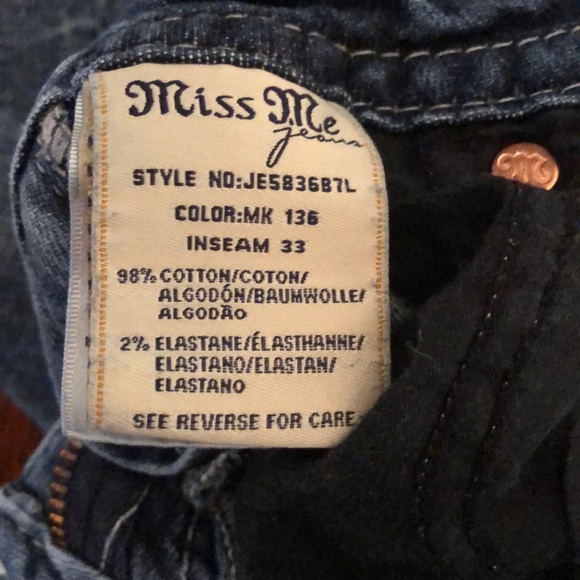 Miss Me
Jeans
STYLE NO:JE5836B7L
COLOR:MK 136
INSEAM 33
98% COTTON/COTON/
ALGODÓN/BAUMWOLLE/
ALGODÃO
2% ELASTANE/ÉLASTHANNE/
ELASTANO/ELASTAN/
ELASTANO
SEE REVERSE FOR CARE
M